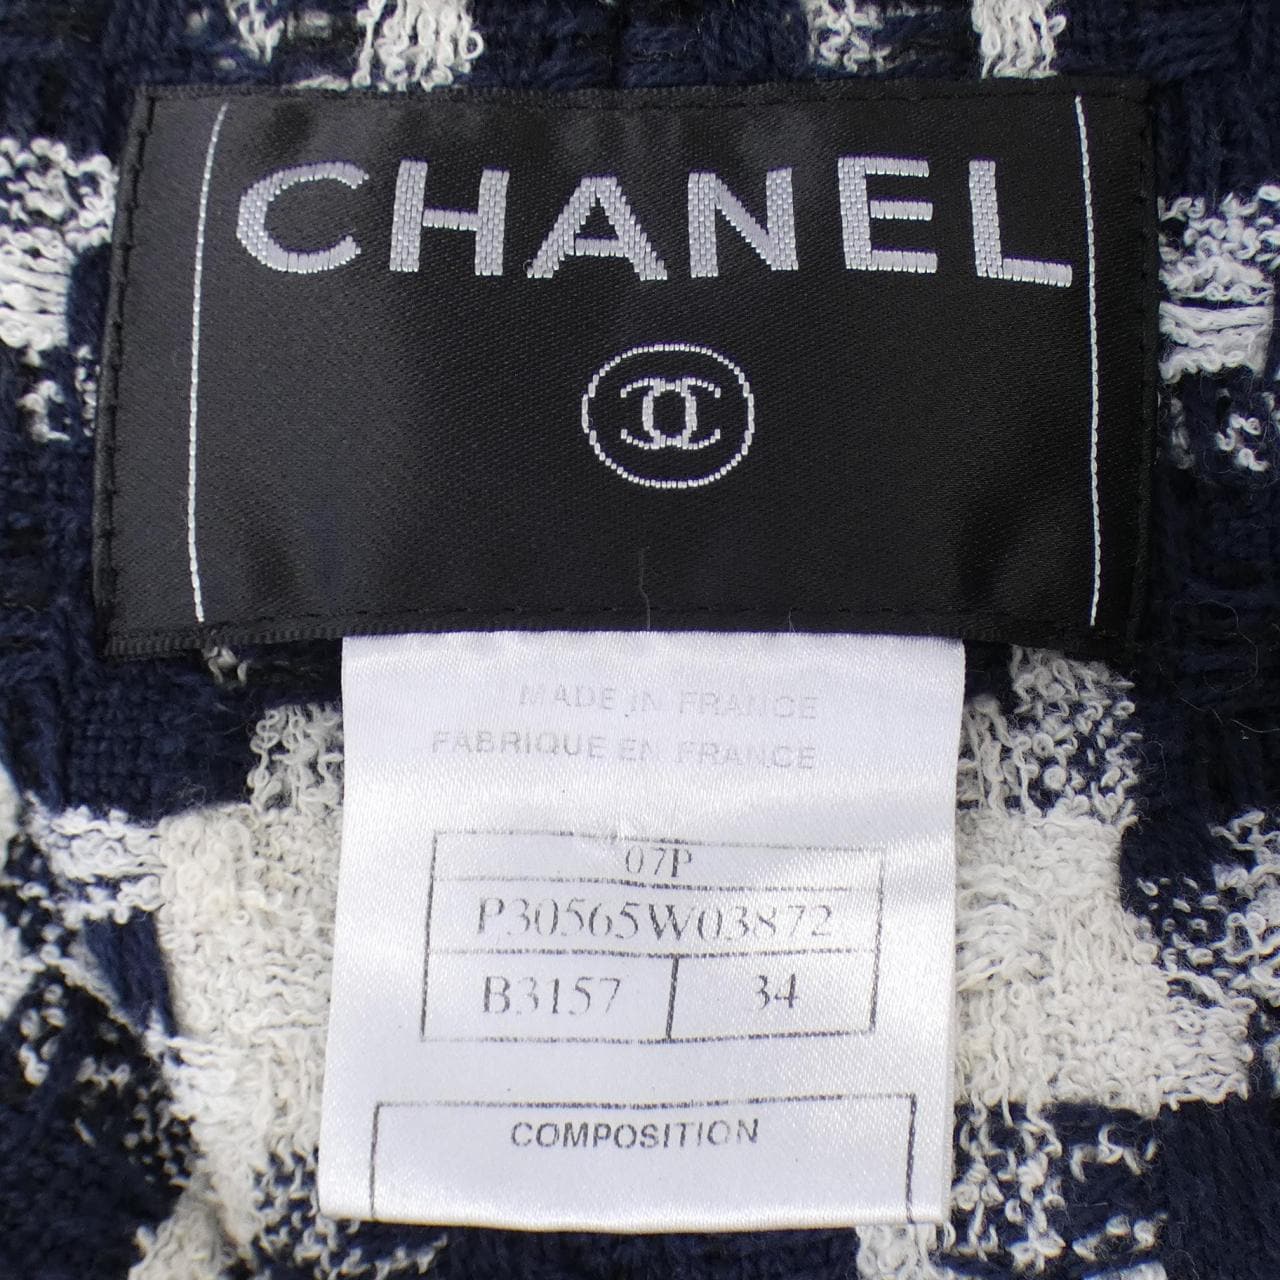 CHANEL
MADE IN FRANCE
FABRIQUE EN FRANCE
07P
P30565W03872
B3157 34
COMPOSITION